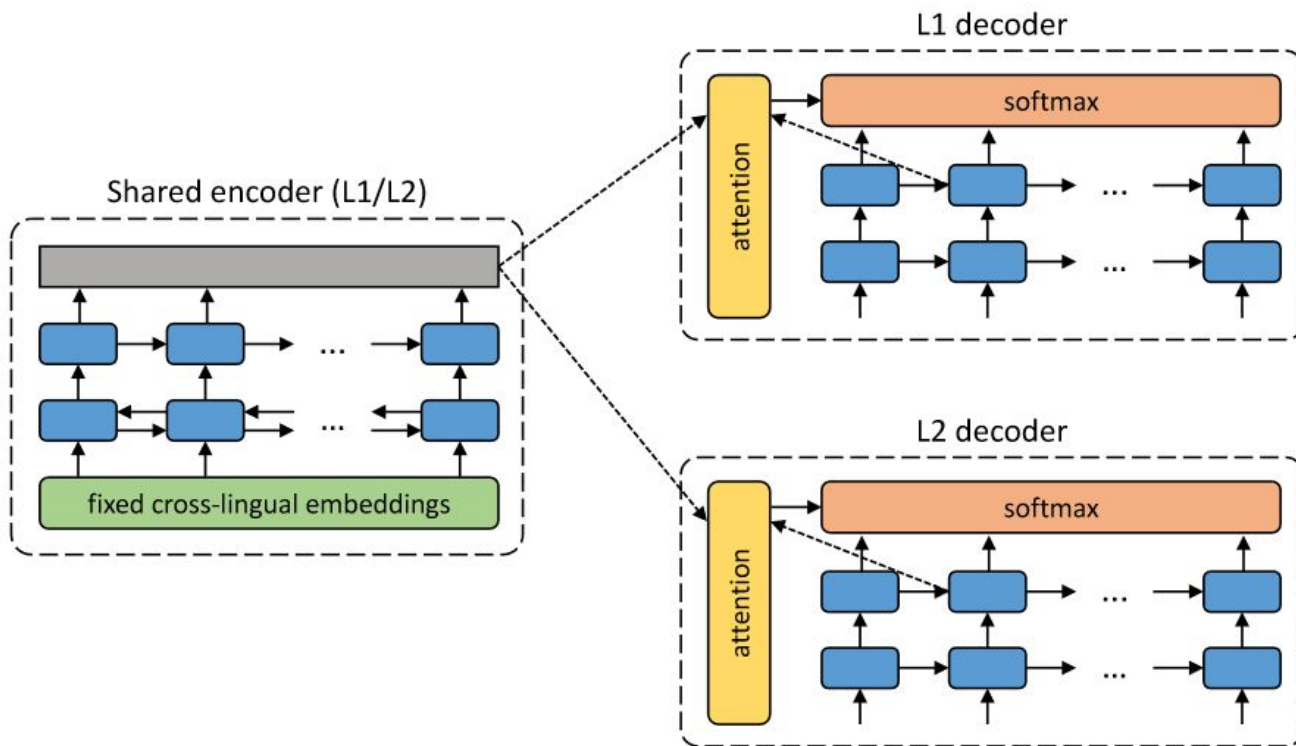 L1 decoder
softmax
attention
...
...
Shared encoder (L1/L2)
...
...
fixed cross-lingual embeddings
L2 decoder
softmax
attention
...
...